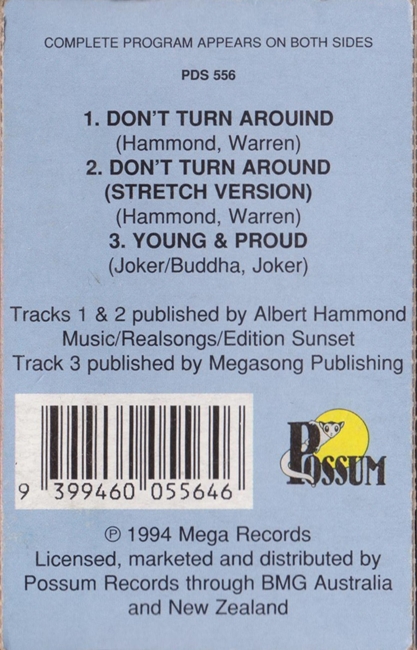 COMPLETE PROGRAM APPEARS ON BOTH SIDES
PDS 556
1. DON'T TURN AROUIND
(Hammond, Warren)
2. DON'T TURN AROUND
(STRETCH VERSION)
(Hammond, Warren)
3. YOUNG & PROUD
(Joker/Buddha, Joker)
Tracks 1 & 2 published by Albert Hammond
Music/Realsongs/Edition Sunset
Track 3 published by Megasong Publishing
9 399460 055646
POSSUM
℗ 1994 Mega Records
Licensed, marketed and distributed by
Possum Records through BMG Australia
and New Zealand